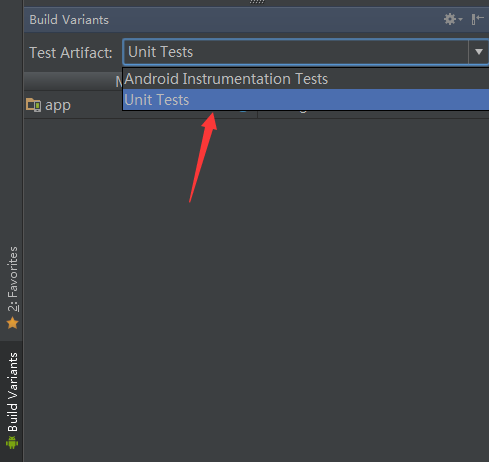 Build Variants
Test Artifact: Unit Tests
Android Instrumentation Tests
Unit Tests
app
2: Favorites
Build Variants